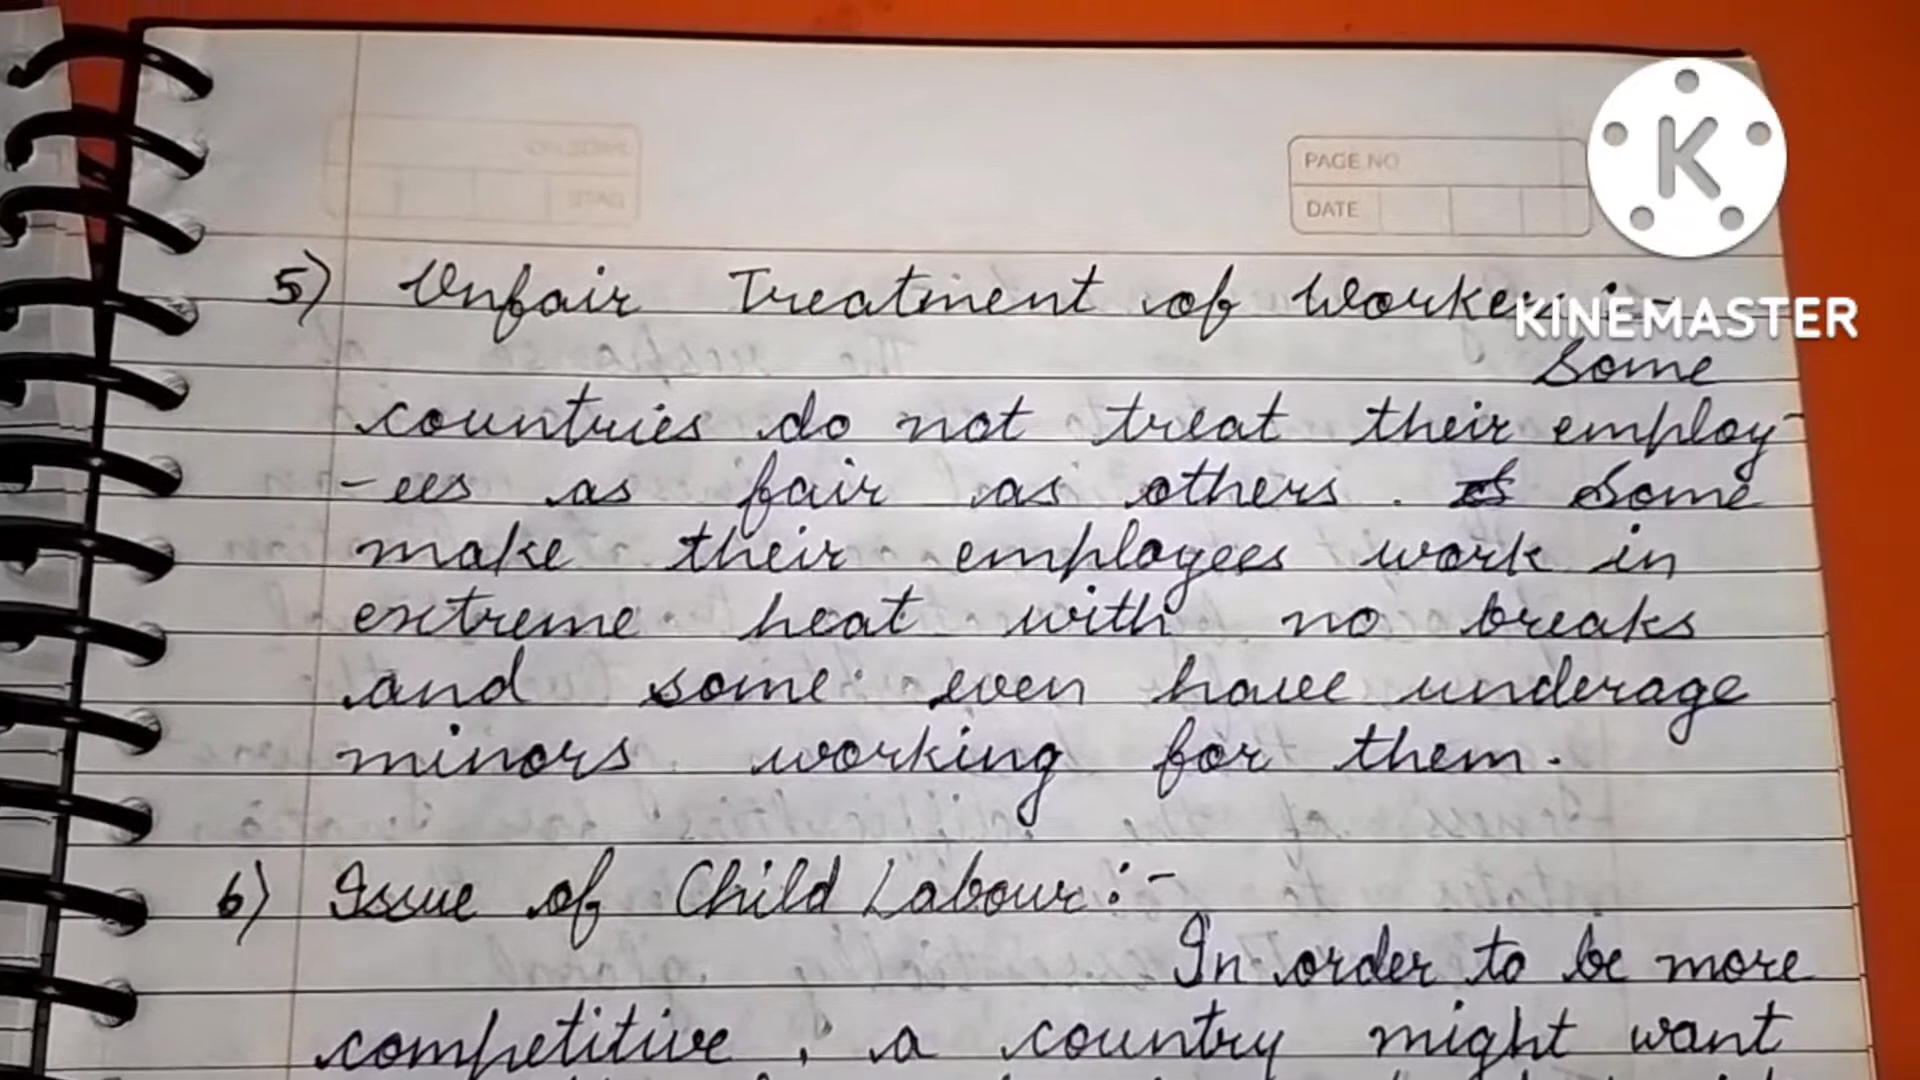 PAGE NO
DATE
K
KINEMASTER
5) Unfair Treatment of Workers :-
Some
countries do not treat their employ-
-ees as fair as others. Some
make their employees work in
extreme heat with no breaks
and some even have underage
minors working for them.
6) Issue of Child Labour :-
In order to be more
competitive, a country might want